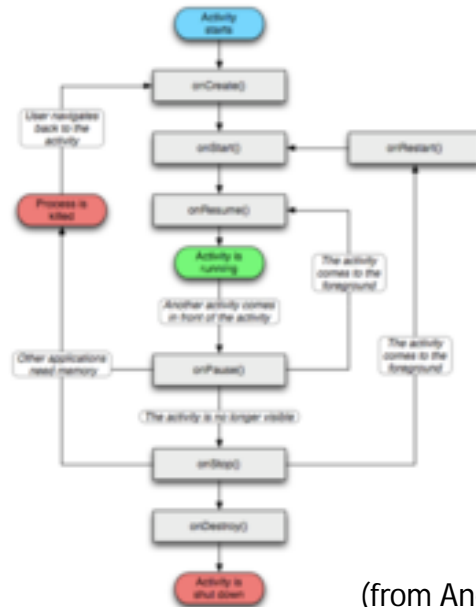 Activity
starts
onCreate()
User navigates
back to the
activity
onStart()
onRestart()
Process is
killed
onResume()
Activity is
running
The activity
comes to the
foreground
Another activity comes
in front of the activity
The activity
comes to the
foreground
Other applications
need memory
onPause()
The activity is no longer visible
onStop()
onDestroy()
Activity is
shut down
(from An